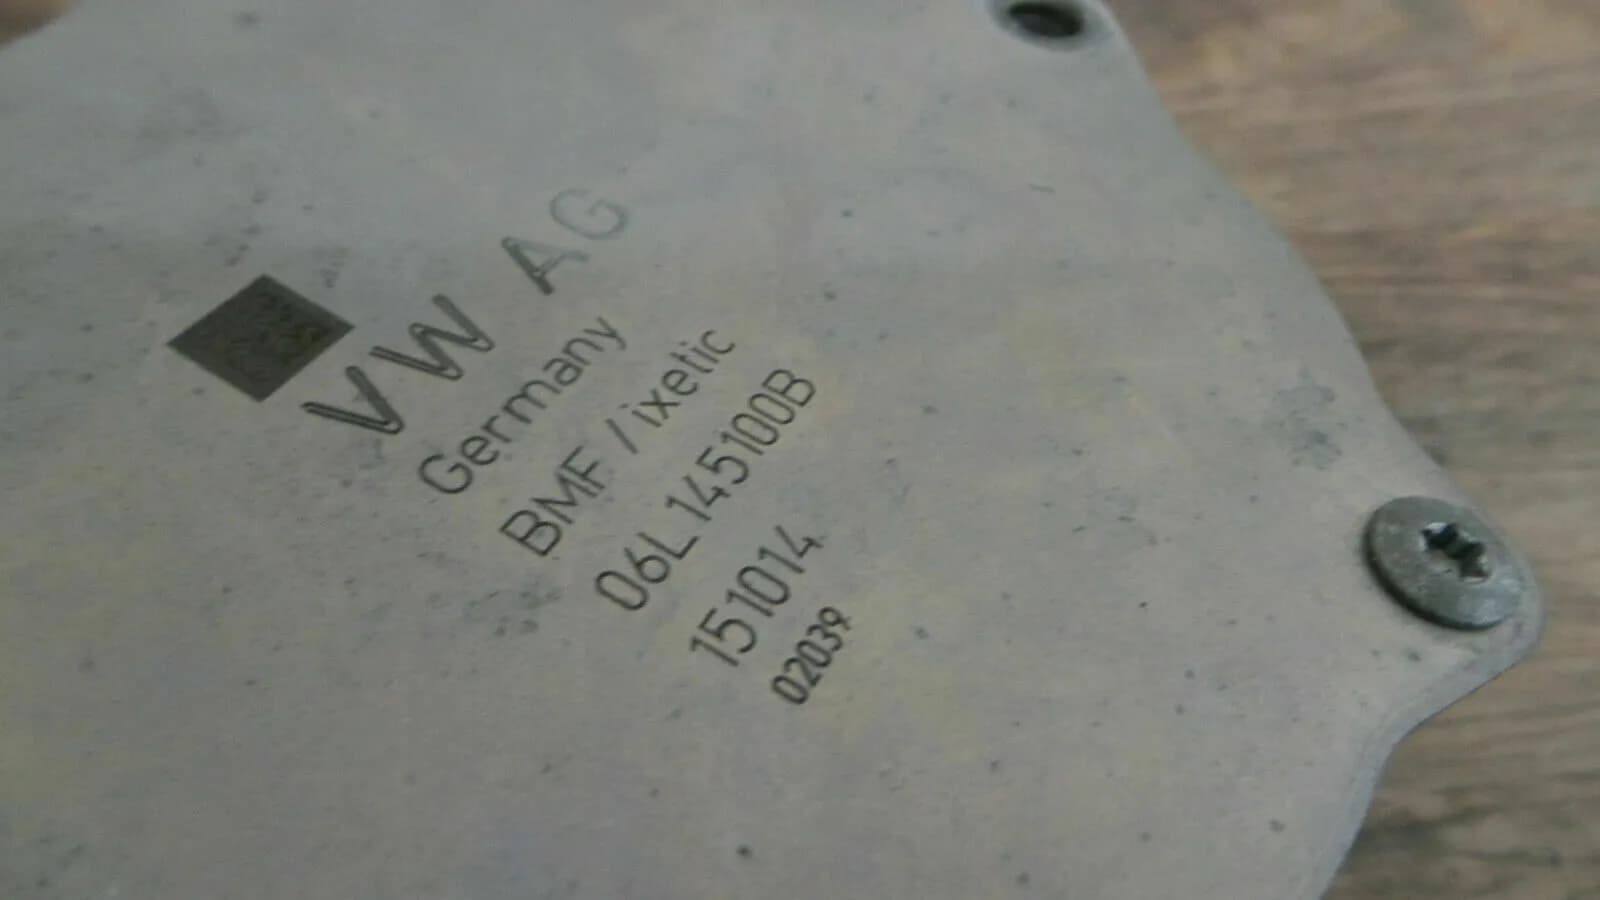 VW AG
Germany
BMF / ixetic
06L145100B
151014
02039